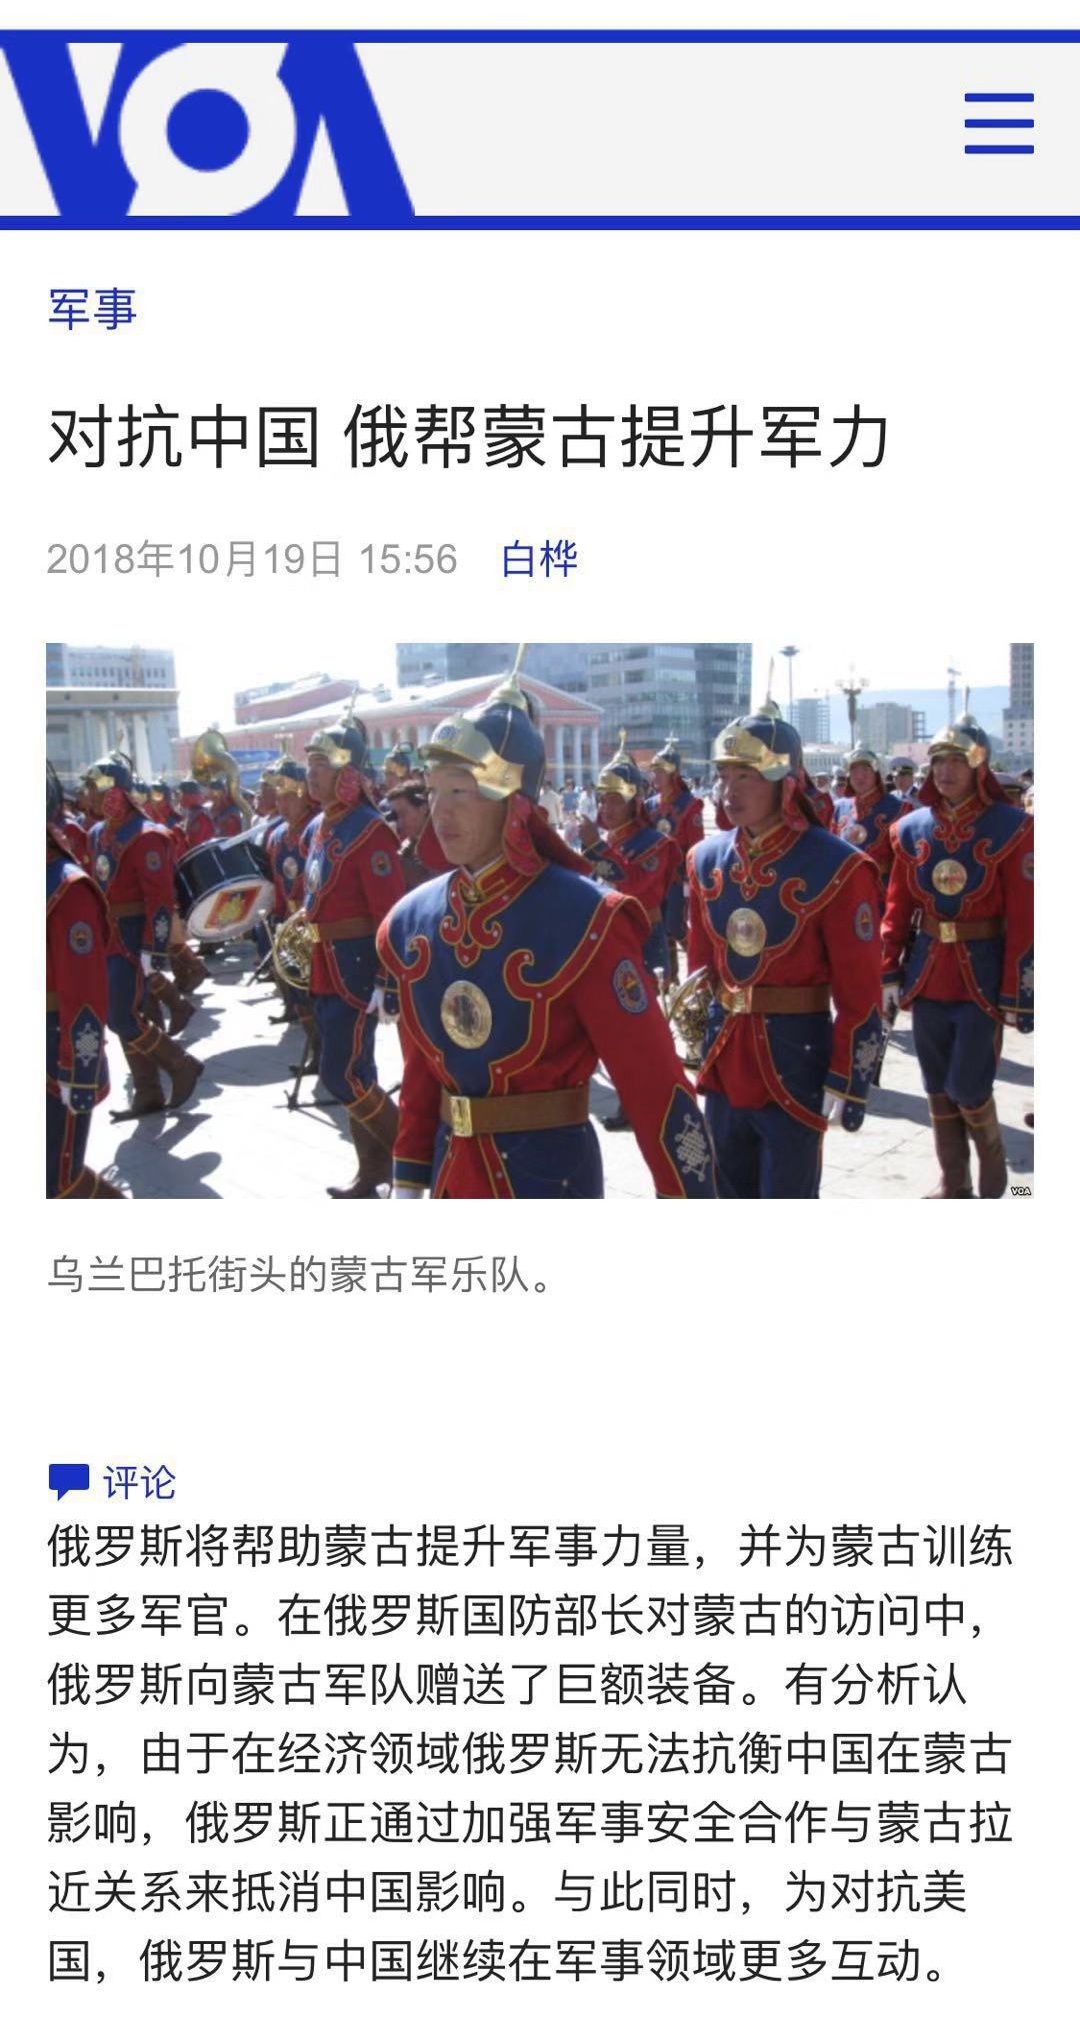 VOA
军事
对抗中国 俄帮蒙古提升军力
2018年10月19日 15:56 白桦
VOA
乌兰巴托街头的蒙古军乐队。
评论
俄罗斯将帮助蒙古提升军事力量，并为蒙古训练
更多军官。在俄罗斯国防部长对蒙古的访问中，
俄罗斯向蒙古军队赠送了巨额装备。有分析认
为，由于在经济领域俄罗斯无法抗衡中国在蒙古
影响，俄罗斯正通过加强军事安全合作与蒙古拉
近关系来抵消中国影响。与此同时，为对抗美
国，俄罗斯与中国继续在军事领域更多互动。